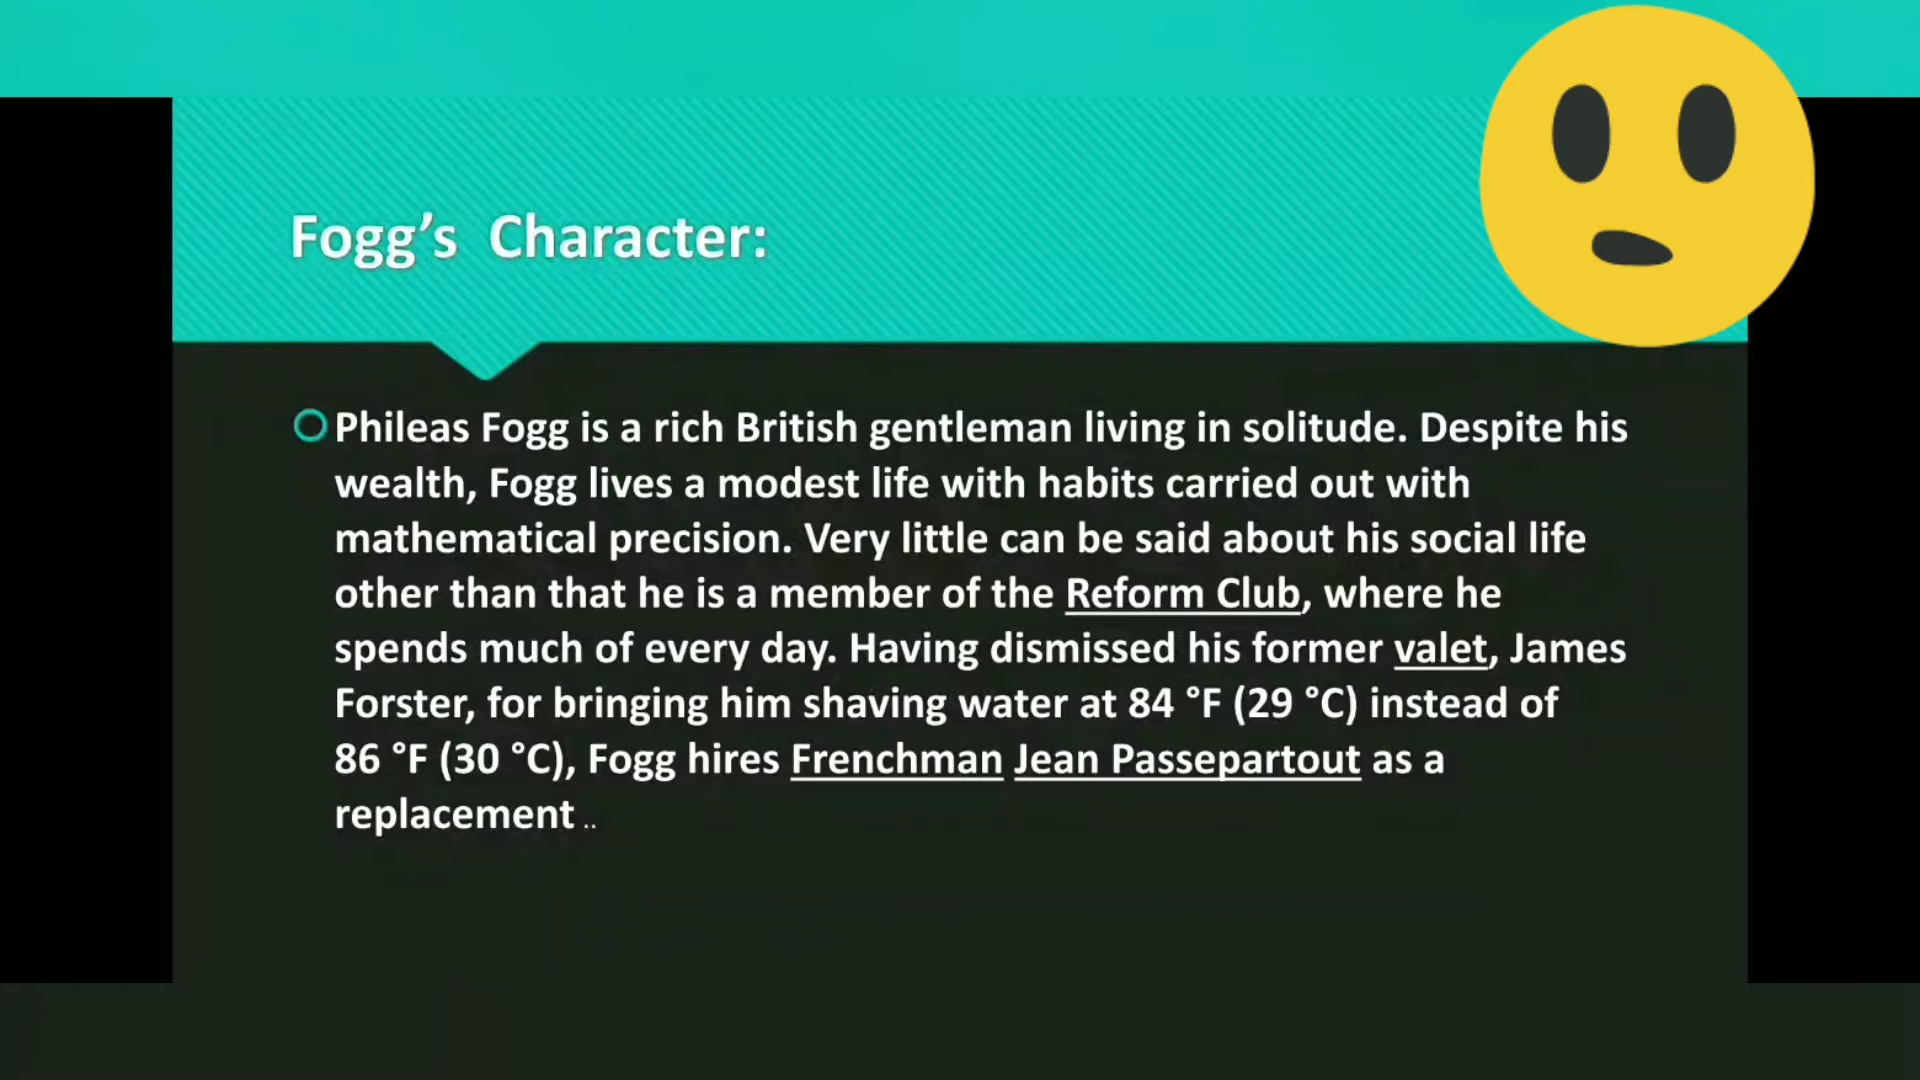 Fogg’s Character:
Phileas Fogg is a rich British gentleman living in solitude. Despite his
wealth, Fogg lives a modest life with habits carried out with
mathematical precision. Very little can be said about his social life
other than that he is a member of the Reform Club, where he
spends much of every day. Having dismissed his former valet, James
Forster, for bringing him shaving water at 84 °F (29 °C) instead of
86 °F (30 °C), Fogg hires Frenchman Jean Passepartout as a
replacement ..